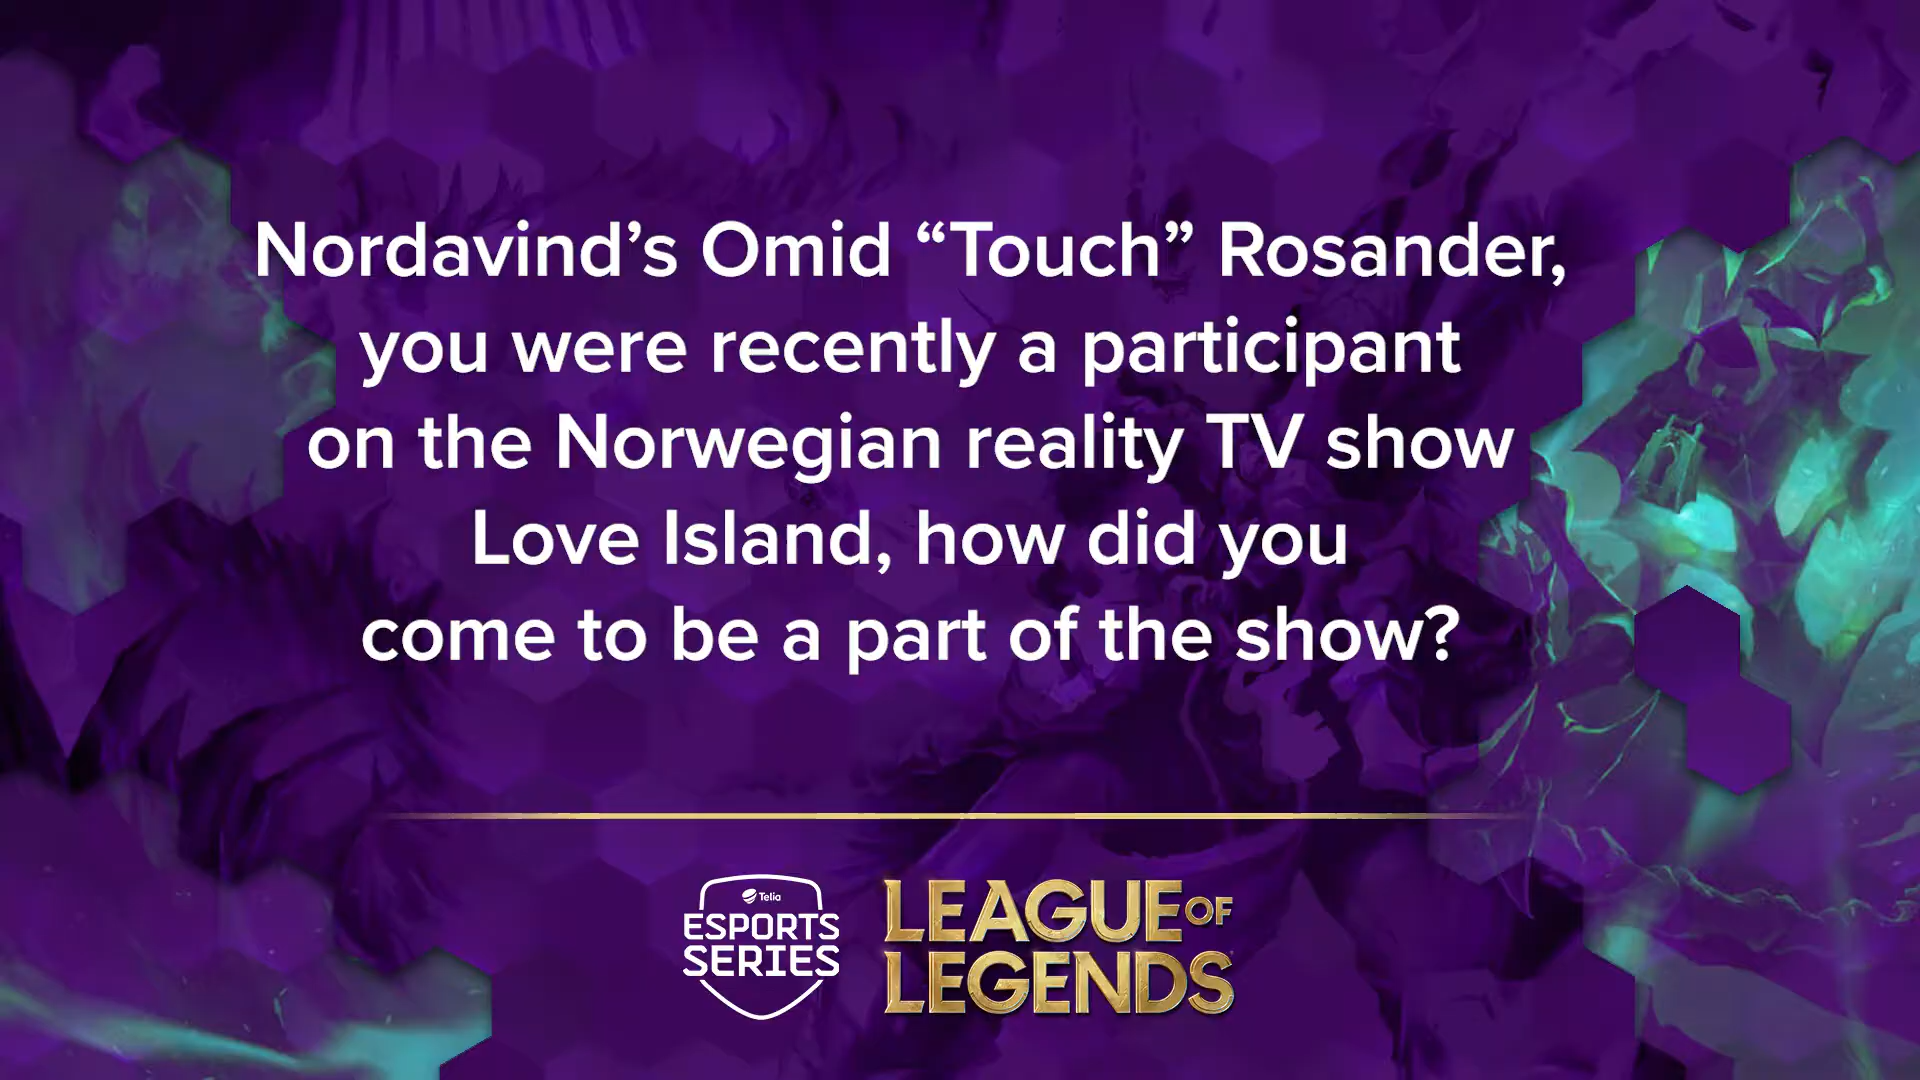 Nordavind’s Omid “Touch” Rosander,
you were recently a participant
on the Norwegian reality TV show
Love Island, how did you
come to be a part of the show?
Telia
ESPORTS
SERIES
LEAGUE OF
LEGENDS